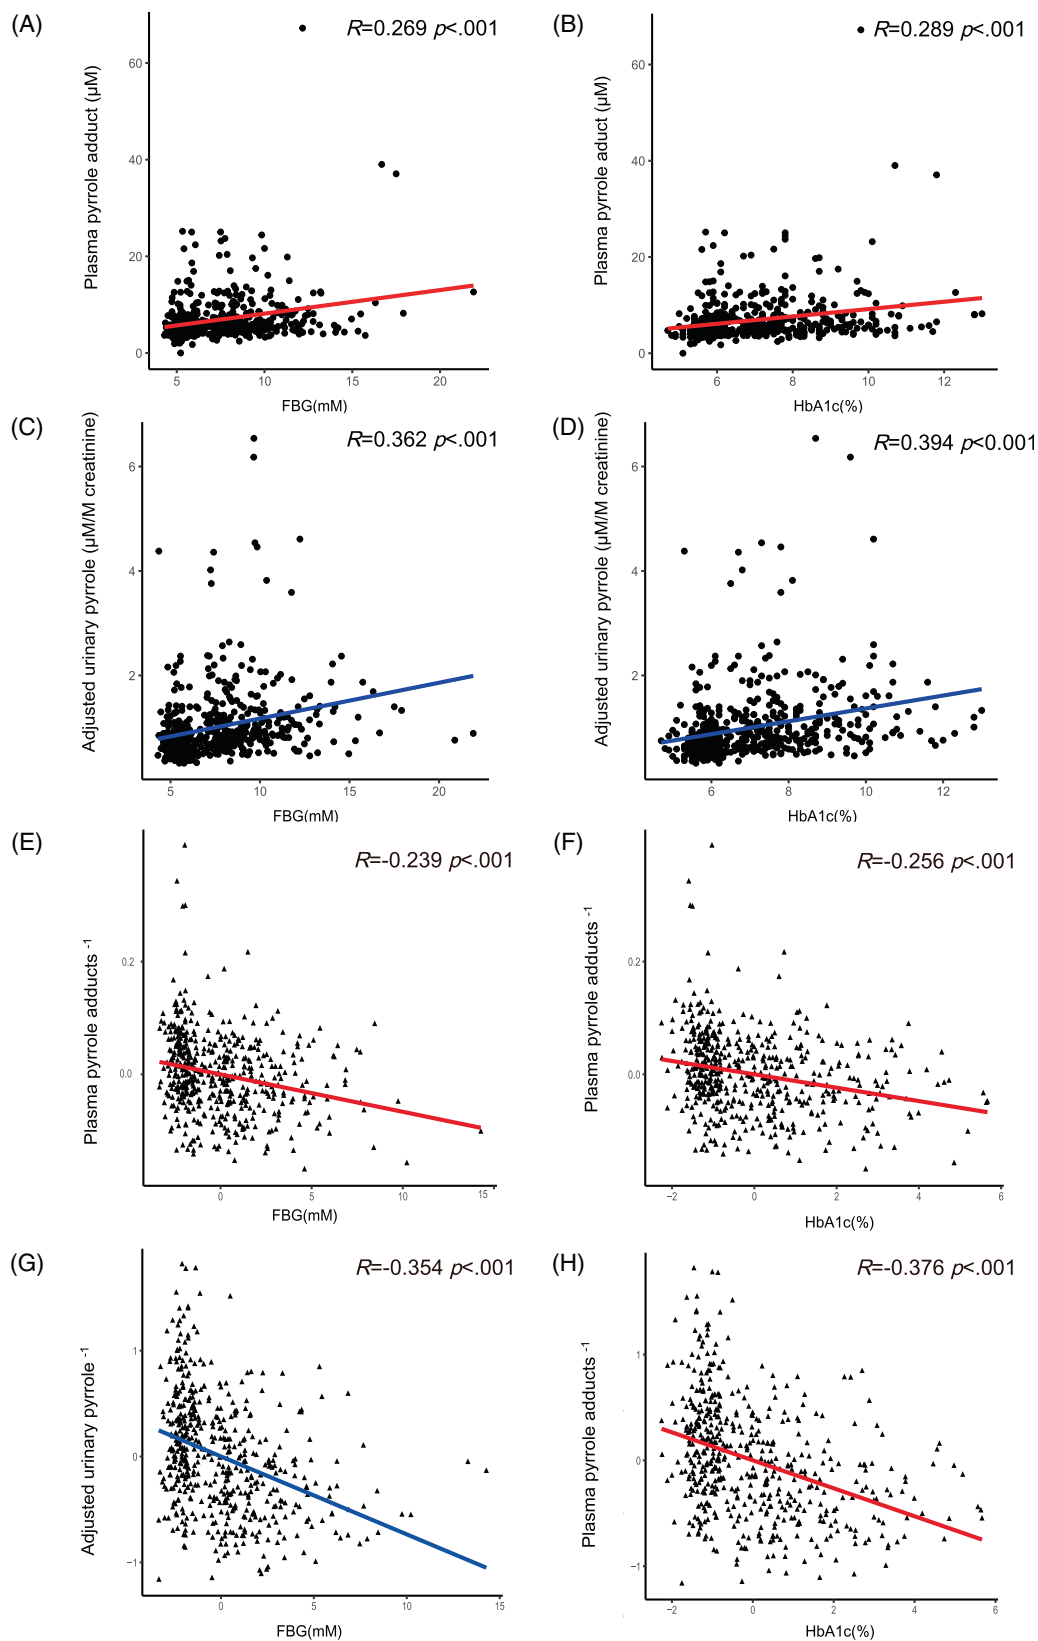 (A)
R=0.269 p<.001
Plasma pyrrole adduct (μM)
60
40
20
0
5
10
15
20
FBG(mM)
(B)
R=0.289 p<.001
Plasma pyrrole aduct (μM)
60
40
20
0
6
8
10
12
HbA1c(%)
(C)
R=0.362 p<.001
Adjusted urinary pyrrole (μM/M creatinine)
6
4
2
5
10
15
20
FBG(mM)
(D)
R=0.394 p<0.001
Adjusted urinary pyrrole (μM/M creatinine)
6
4
2
6
8
10
12
HbA1c(%)
(E)
R=-0.239 p<.001
Plasma pyrrole adducts -1
0.2
0.0
0
5
10
15
FBG(mM)
(F)
R=-0.256 p<.001
Plasma pyrrole adducts -1
0.2
0.0
−2
0
2
4
6
HbA1c(%)
(G)
R=-0.354 p<.001
Adjusted urinary pyrrole -1
1
0
−1
0
5
10
15
FBG(mM)
(H)
R=-0.376 p<.001
Plasma pyrrole adducts -1
1
0
−1
−2
0
2
4
6
HbA1c(%)